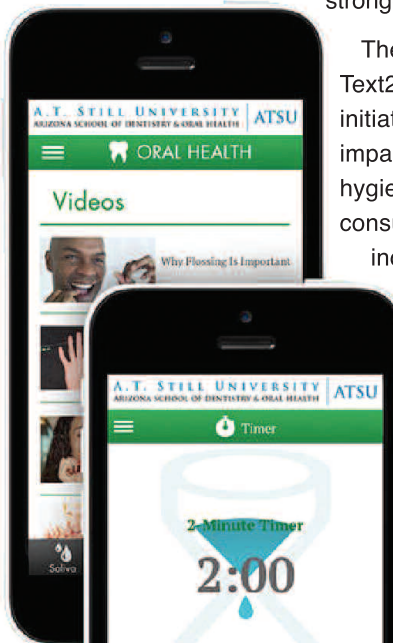 strong
The
Text2
initiat
impa
hygie
consu
inc
A.T. STILL UNIVERSITY ATSU
ARIZONA SCHOOL OF DENTISTRY & ORAL HEALTH
ORAL HEALTH
Videos
Why Flossing Is Important
Saliva
A.T. STILL UNIVERSITY ATSU
ARIZONA SCHOOL OF DENTISTRY & ORAL HEALTH
Timer
2-Minute Timer
2:00